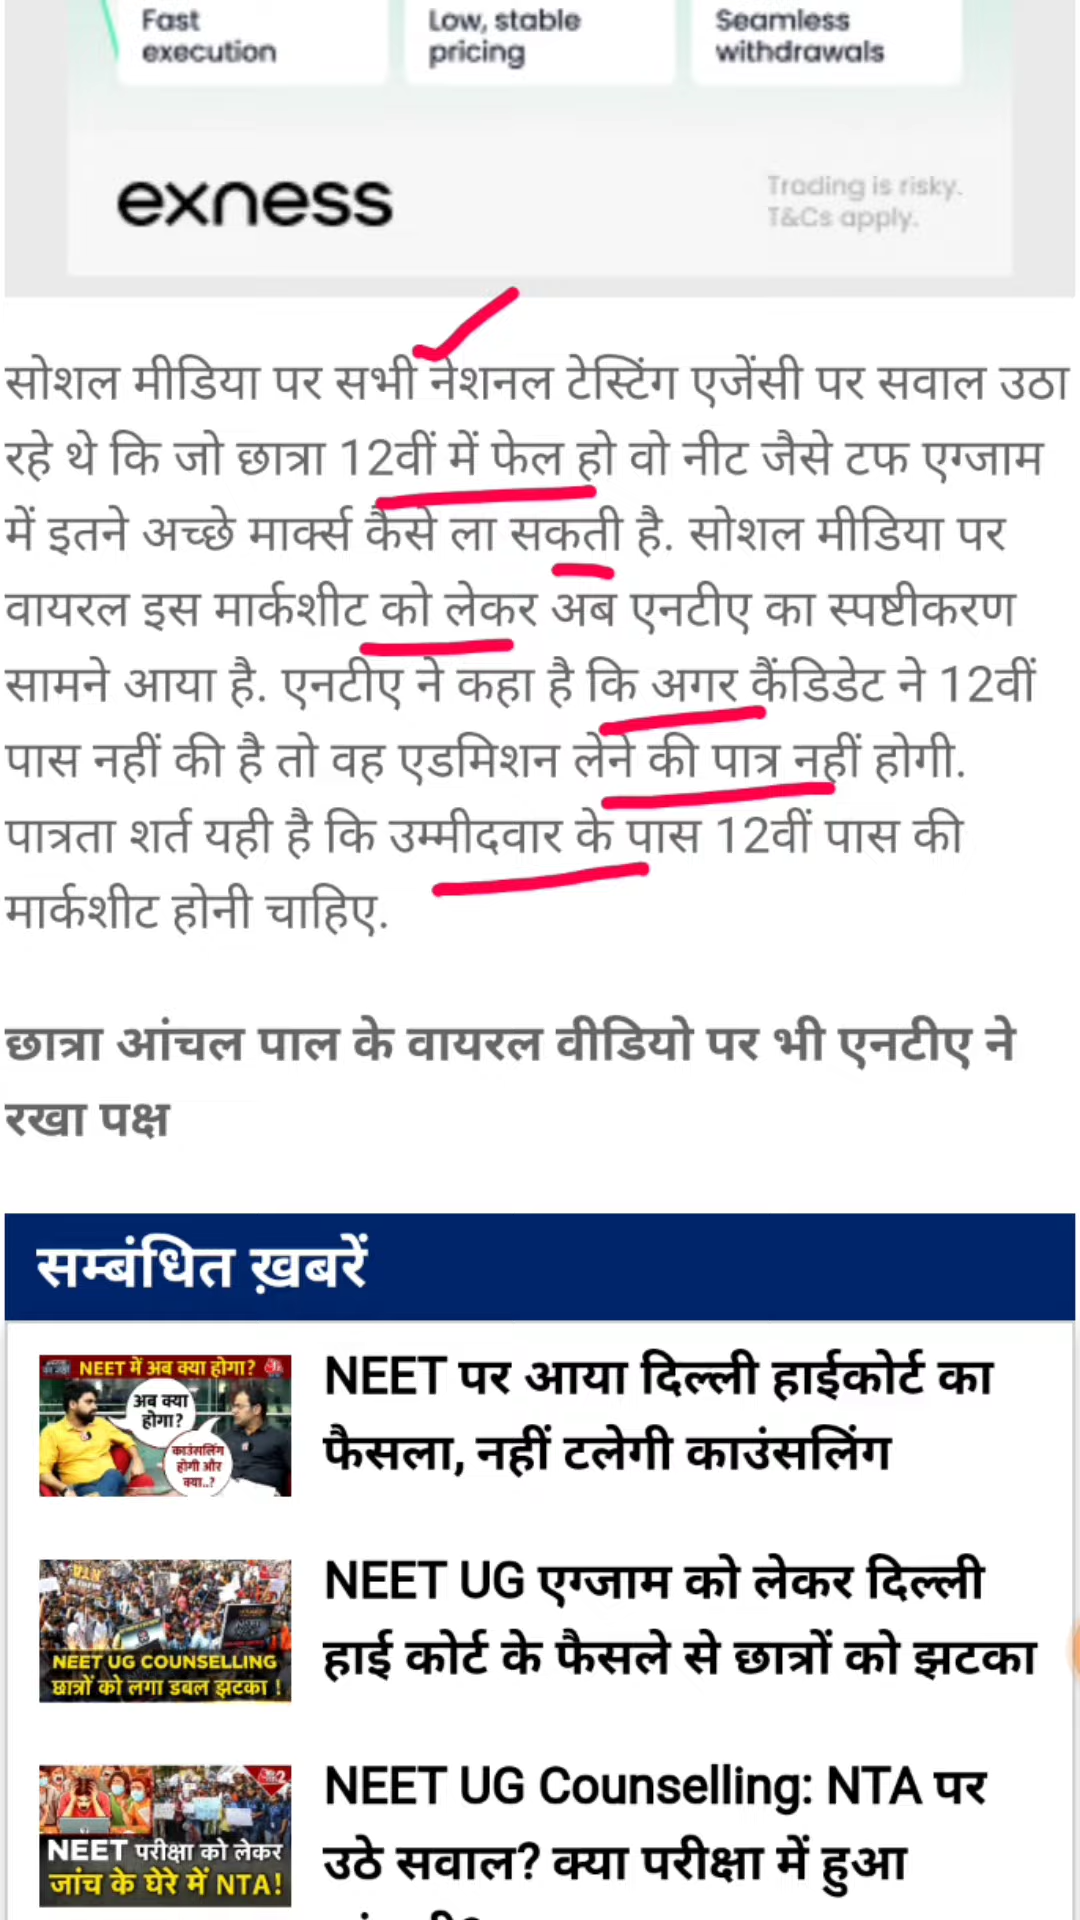 Fast
execution
Low, stable
pricing
Seamless
withdrawals
exness
Trading is risky.
T&Cs apply.
सोशल मीडिया पर सभी नेशनल टेस्टिंग एजेंसी पर सवाल उठा
रहे थे कि जो छात्रा 12वीं में फेल हो वो नीट जैसे टफ एग्जाम
में इतने अच्छे मार्क्स कैसे ला सकती है. सोशल मीडिया पर
वायरल इस मार्कशीट को लेकर अब एनटीए का स्पष्टीकरण
सामने आया है. एनटीए ने कहा है कि अगर कैंडिडेट ने 12वीं
पास नहीं की है तो वह एडमिशन लेने की पात्र नहीं होगी.
पात्रता शर्त यही है कि उम्मीदवार के पास 12वीं पास की
मार्कशीट होनी चाहिए.
छात्रा आंचल पाल के वायरल वीडियो पर भी एनटीए ने
रखा पक्ष
सम्बंधित ख़बरें
NEET में अब क्या होगा?
अब क्या
होगा?
काउंसलिंग
होगी और
क्या..?
NEET पर आया दिल्ली हाईकोर्ट का
फैसला, नहीं टलेगी काउंसलिंग
NEET UG COUNSELLING
छात्रों को लगा डबल झटका !
NEET UG एग्जाम को लेकर दिल्ली
हाई कोर्ट के फैसले से छात्रों को झटका
NEET परीक्षा को लेकर
जांच के घेरे में NTA!
NEET UG Counselling: NTA पर
उठे सवाल? क्या परीक्षा में हुआ